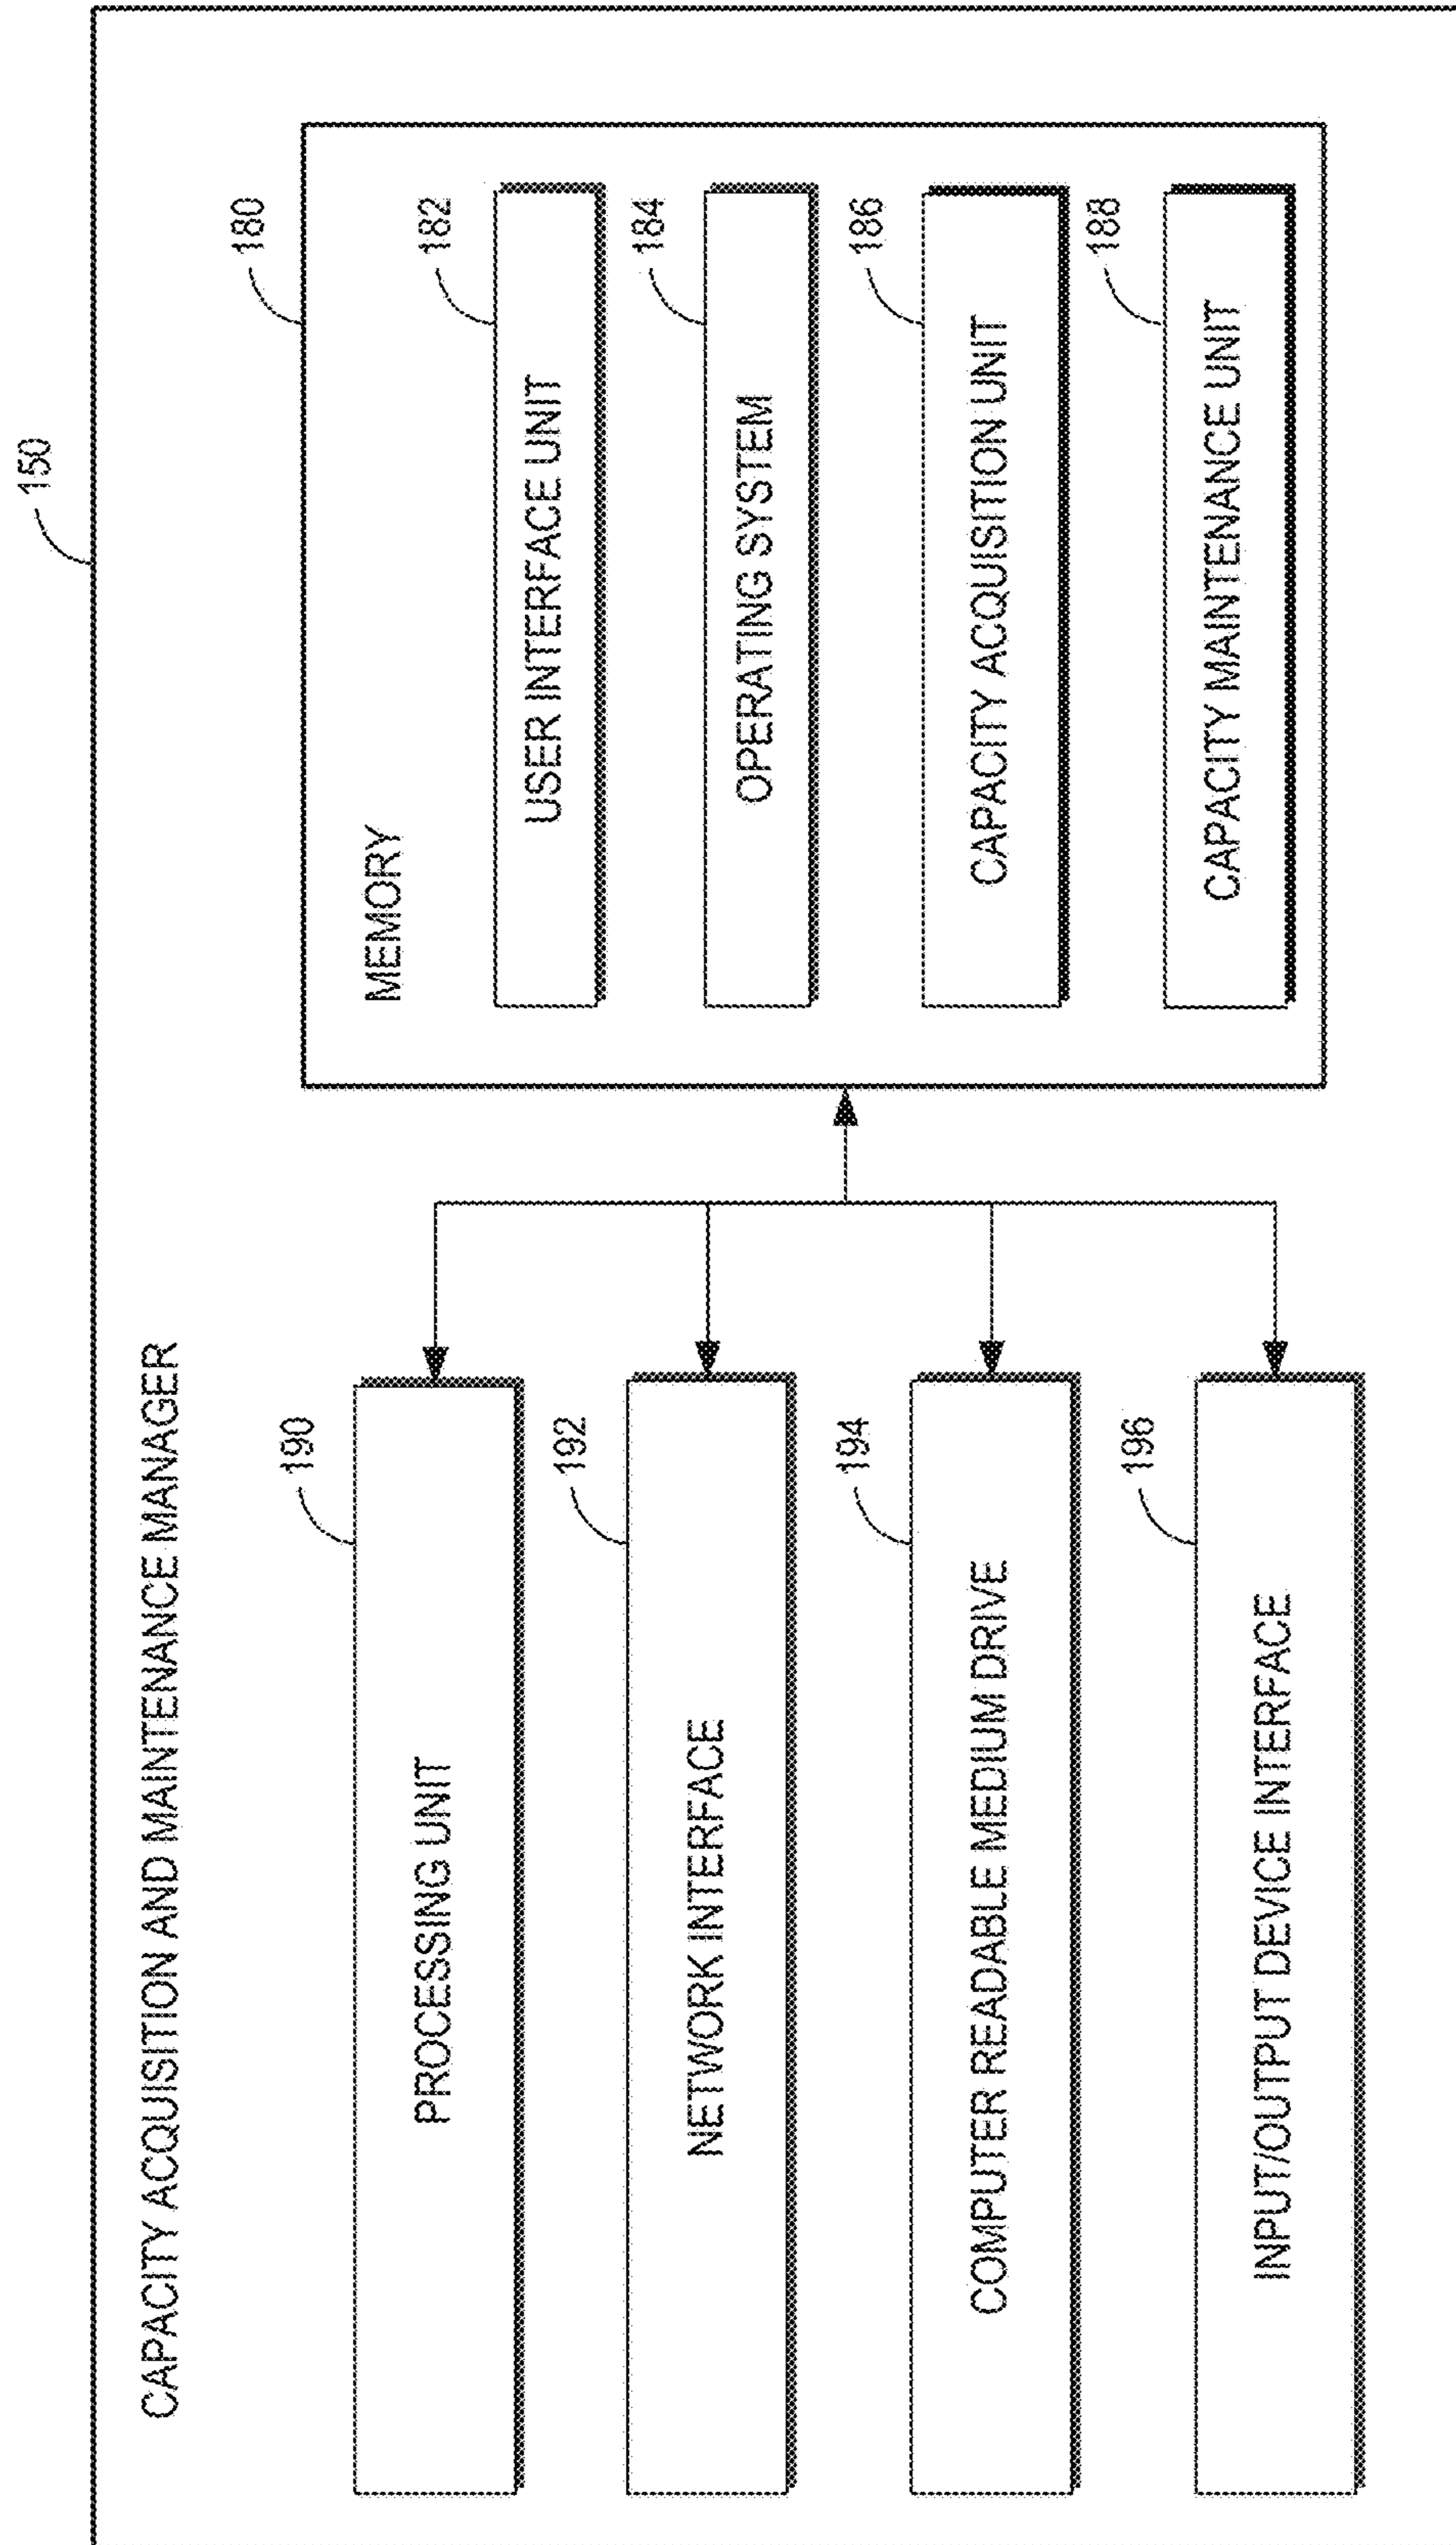 150
CAPACITY ACQUISITION AND MAINTENANCE MANAGER
190
PROCESSING UNIT
192
NETWORK INTERFACE
194
COMPUTER READABLE MEDIUM DRIVE
196
INPUT/OUTPUT DEVICE INTERFACE
180
MEMORY
182
USER INTERFACE UNIT
184
OPERATING SYSTEM
186
CAPACITY ACQUISITION UNIT
188
CAPACITY MAINTENANCE UNIT